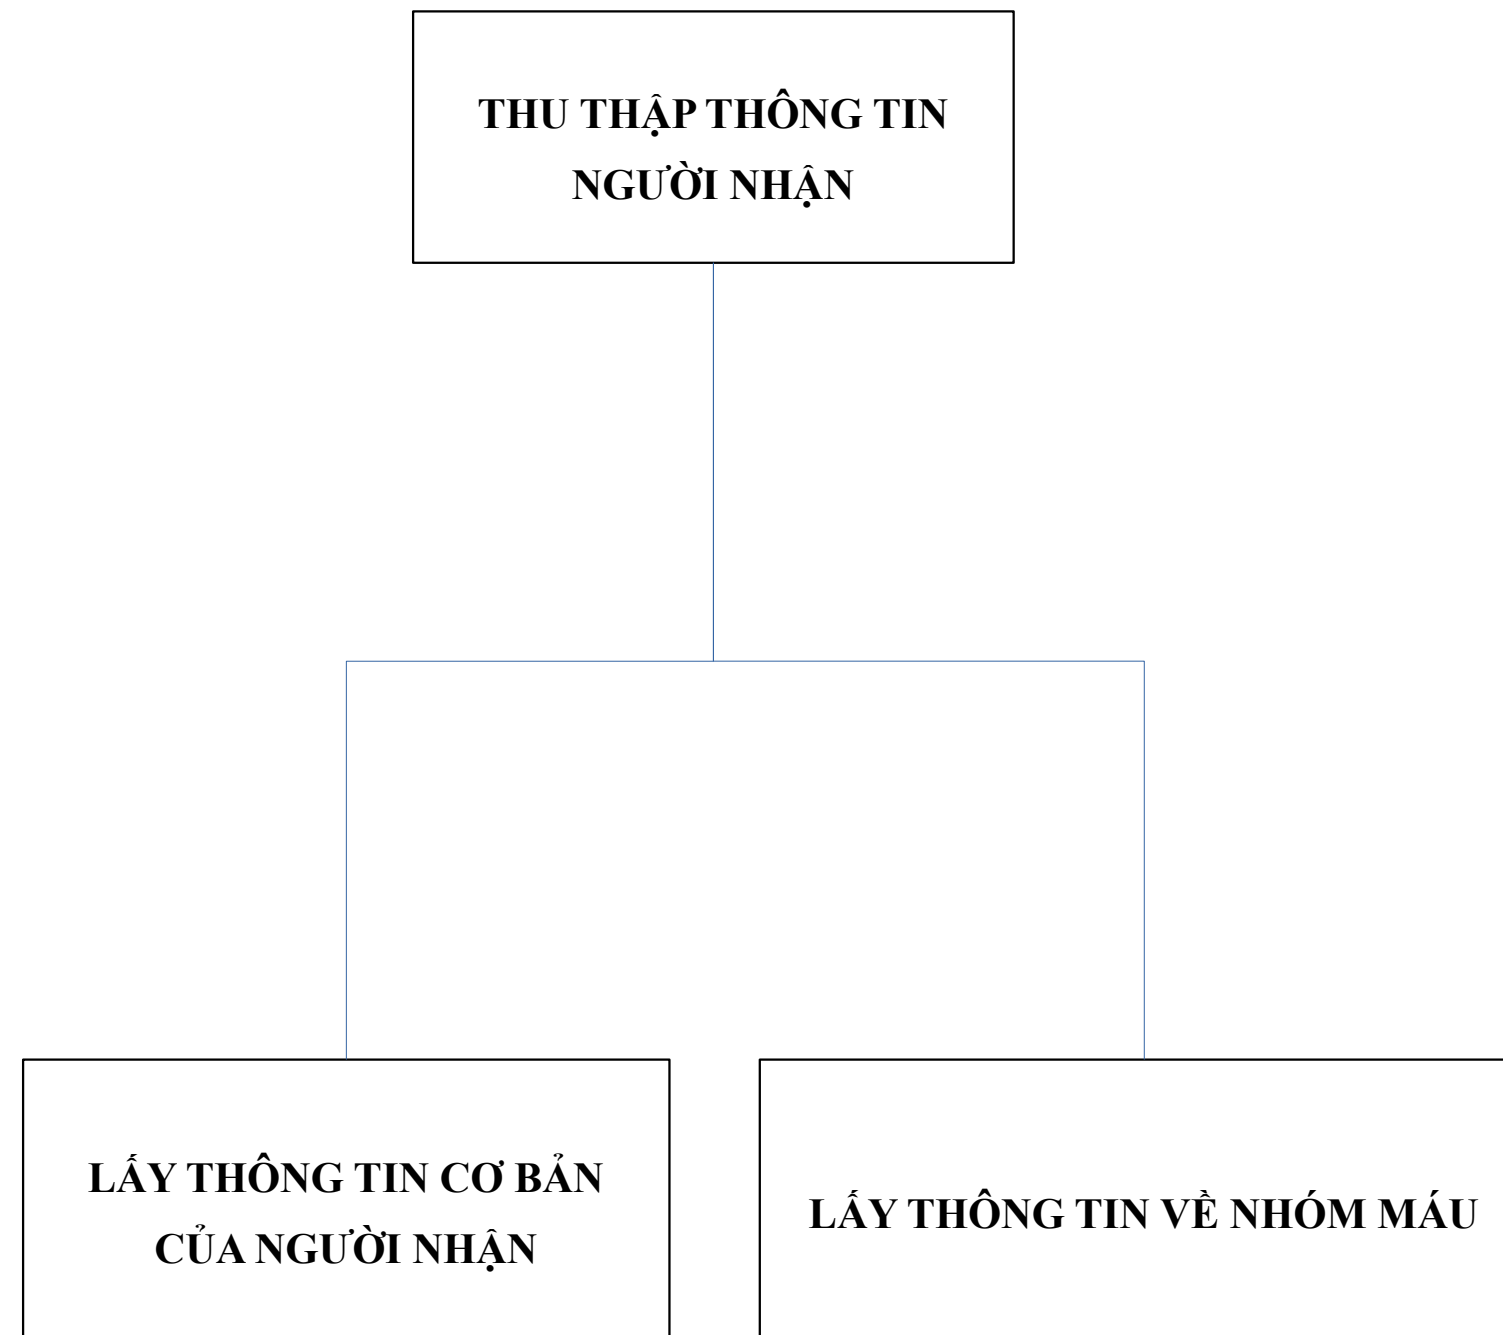 THU THẬP THÔNG TIN
NGƯỜI NHẬN
LẤY THÔNG TIN CƠ BẢN
CỦA NGƯỜI NHẬN
LẤY THÔNG TIN VỀ NHÓM MÁU